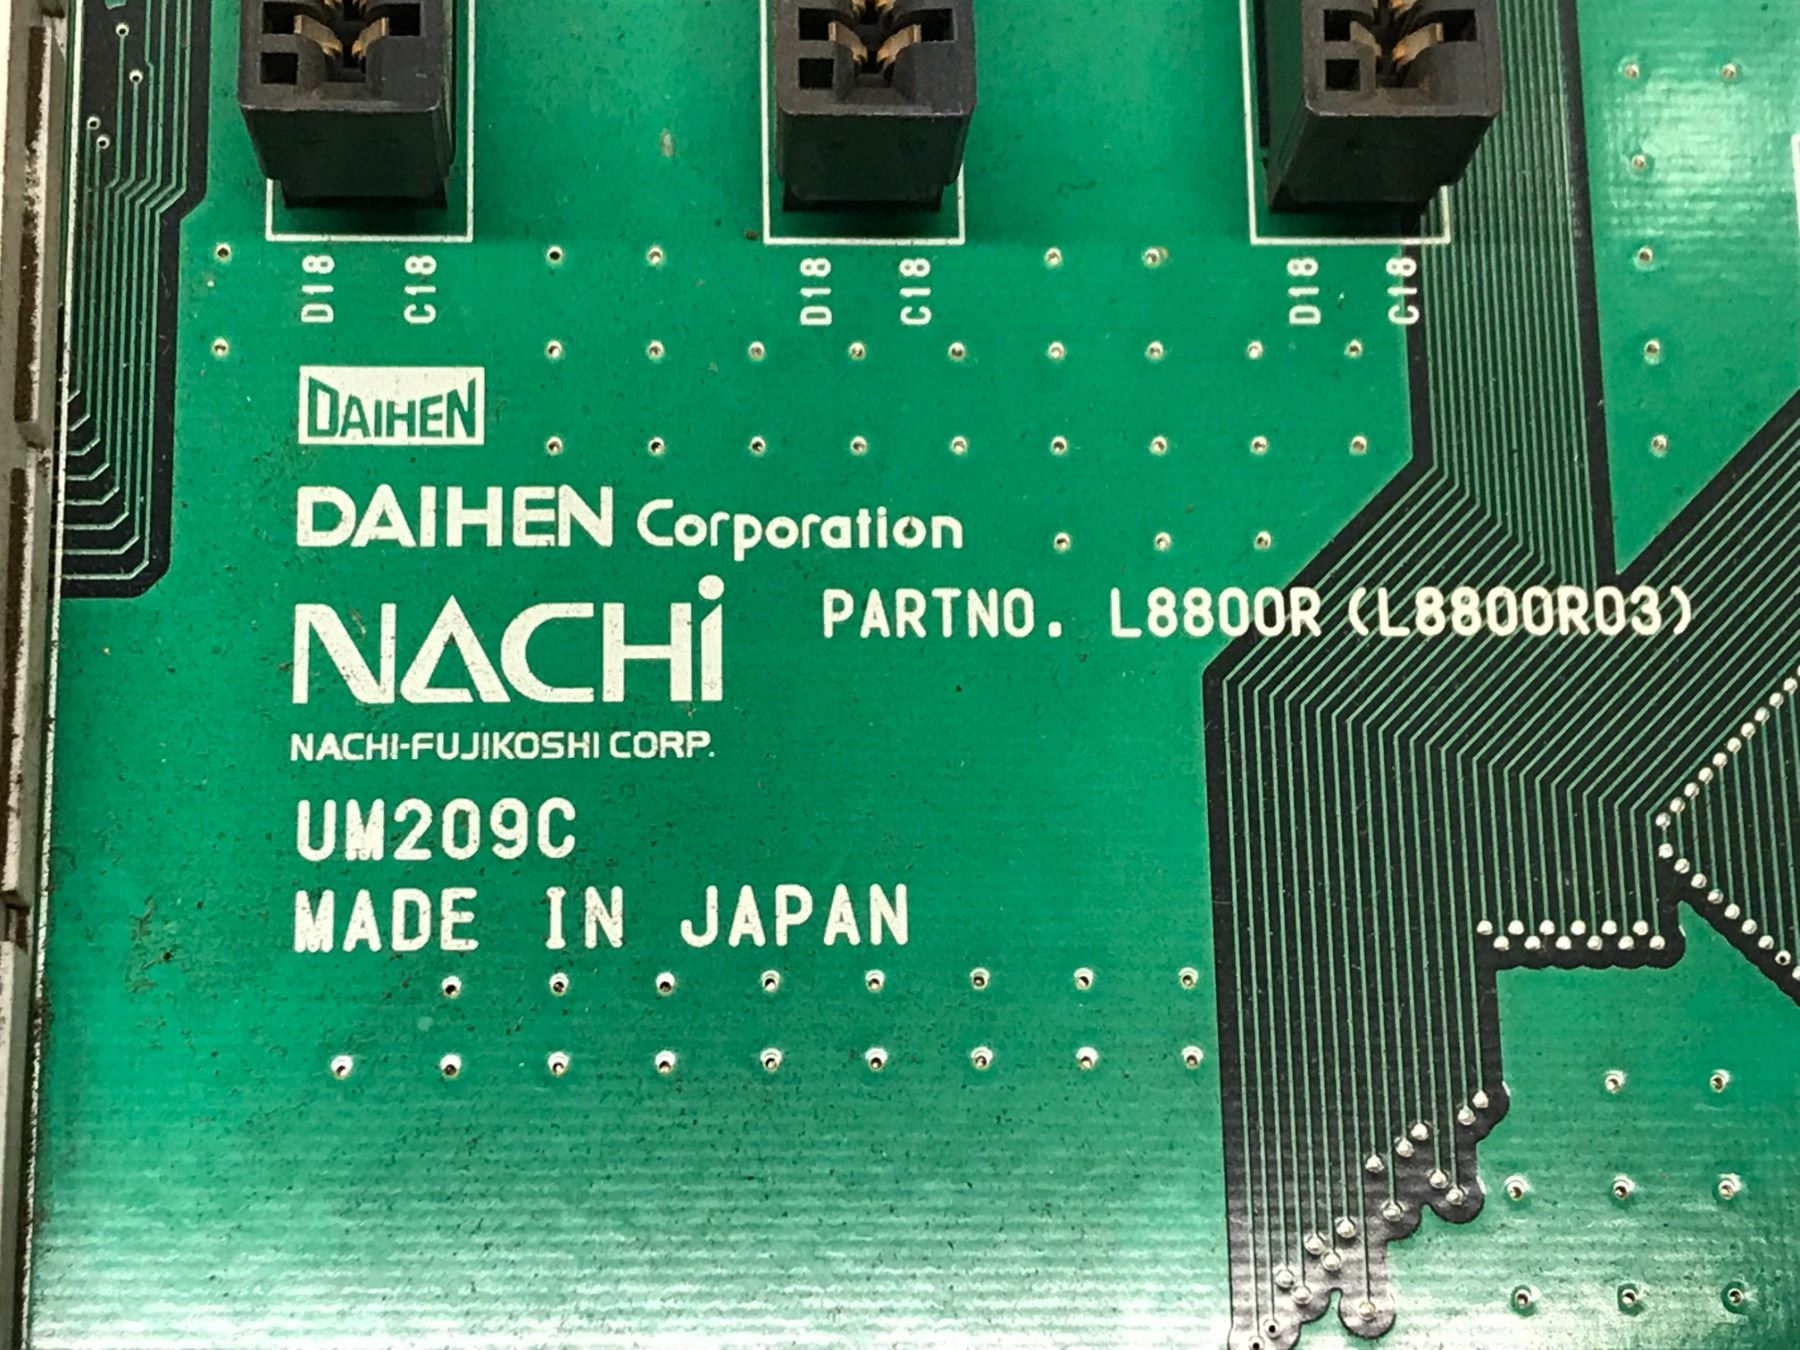 D18 C18 D18 C18 D18 C18
DAIHEN
DAIHEN Corporation
NACHi PARTNO. L8800R (L8800R03)
NACHI-FUJIKOSHI CORP.
UM209C
MADE IN JAPAN